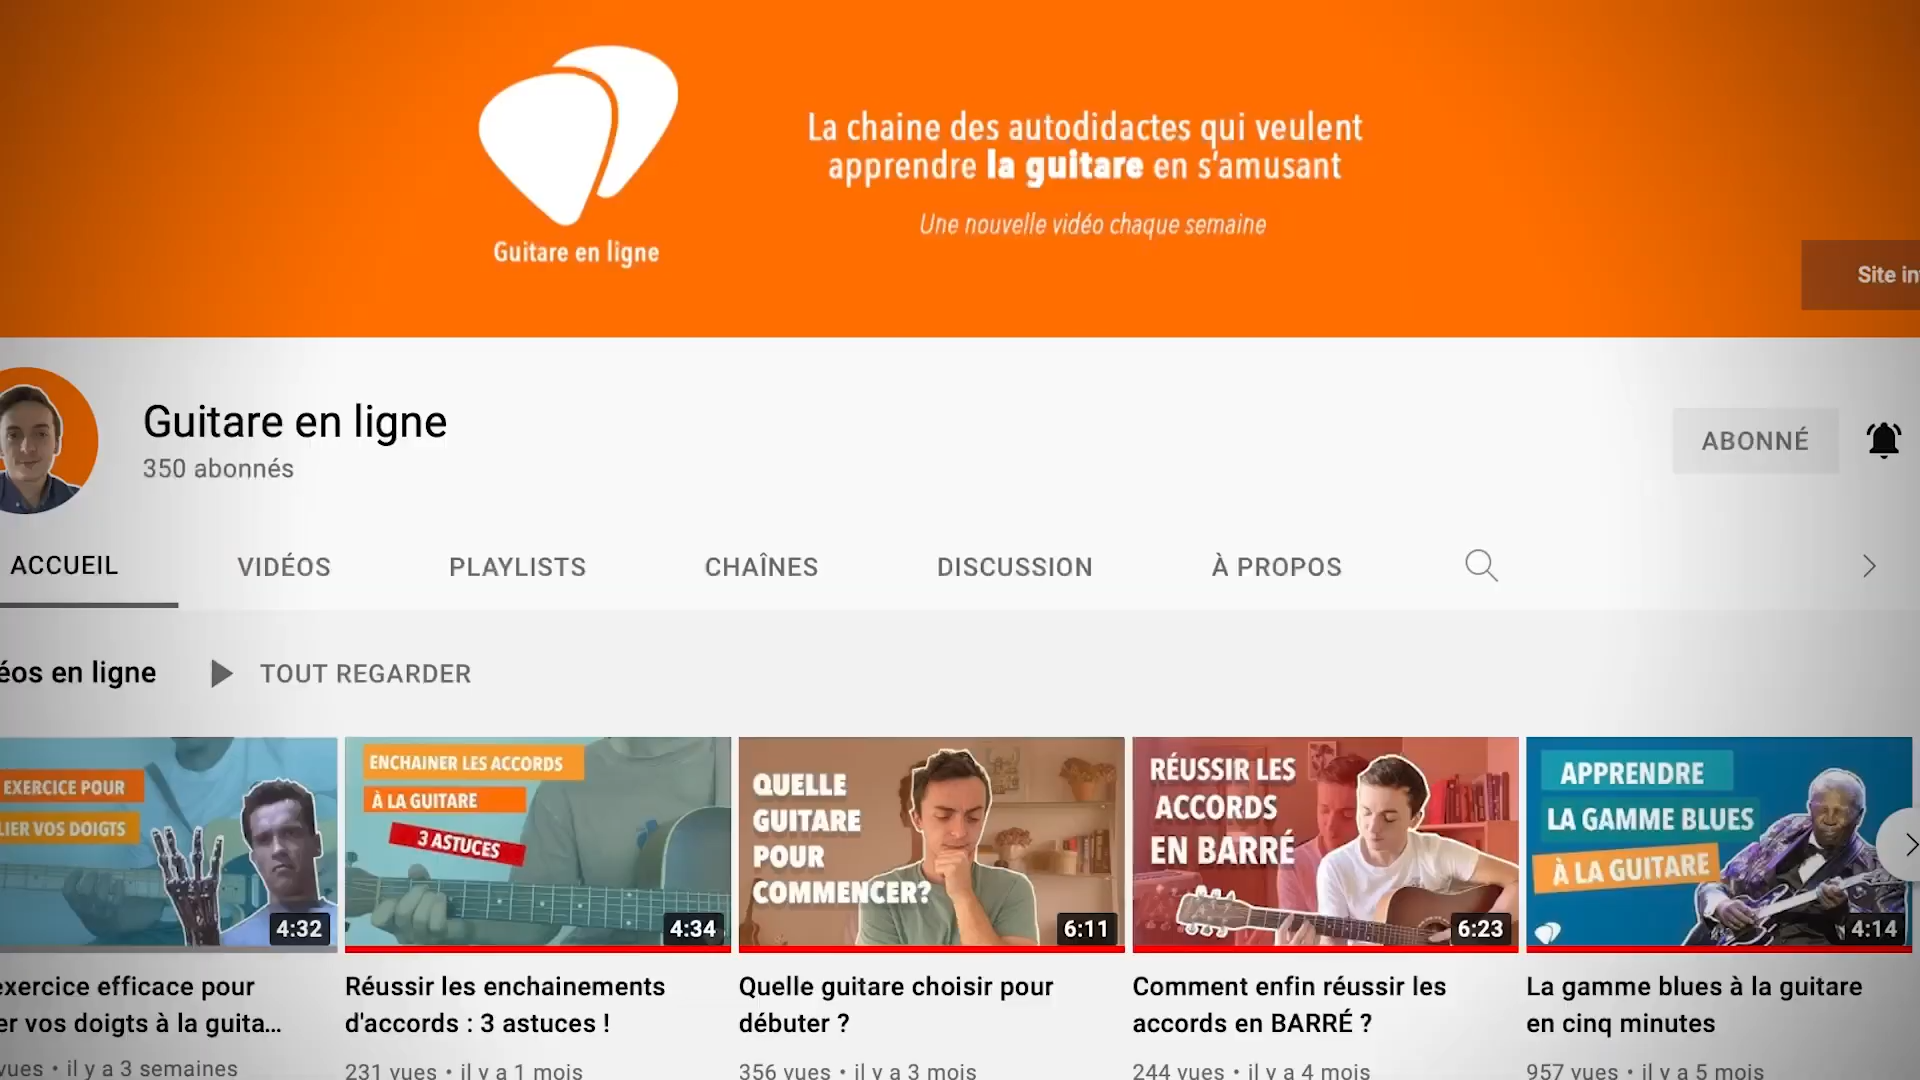 La chaine des autodidactes qui veulent
apprendre la guitare en s'amusant
Une nouvelle vidéo chaque semaine
Guitare en ligne
Site
Guitare en ligne
350 abonnés
ABONNÉ
ACCUEIL
VIDÉOS
PLAYLISTS
CHAÎNES
DISCUSSION
À PROPOS
en ligne
TOUT REGARDER
EXERCICE POUR
VOS DOIGTS
4:32
ENCHAINER LES ACCORDS
À LA GUITARE
3 ASTUCES
4:34
QUELLE
GUITARE
POUR
COMMENCER?
6:11
RÉUSSIR LES
ACCORDS
EN BARRÉ
6:23
APPRENDRE
LA GAMME BLUES
À LA GUITARE
4:14
exercice efficace pour
er vos doigts à la guita...
vues • il y a 3 semaines
Réussir les enchainements
d'accords : 3 astuces !
231 vues • il y a 1 mois
Quelle guitare choisir pour
débuter ?
356 vues • il y a 3 mois
Comment enfin réussir les
accords en BARRÉ ?
244 vues • il y a 4 mois
La gamme blues à la guitare
en cinq minutes
957 vues • il y a 5 mois